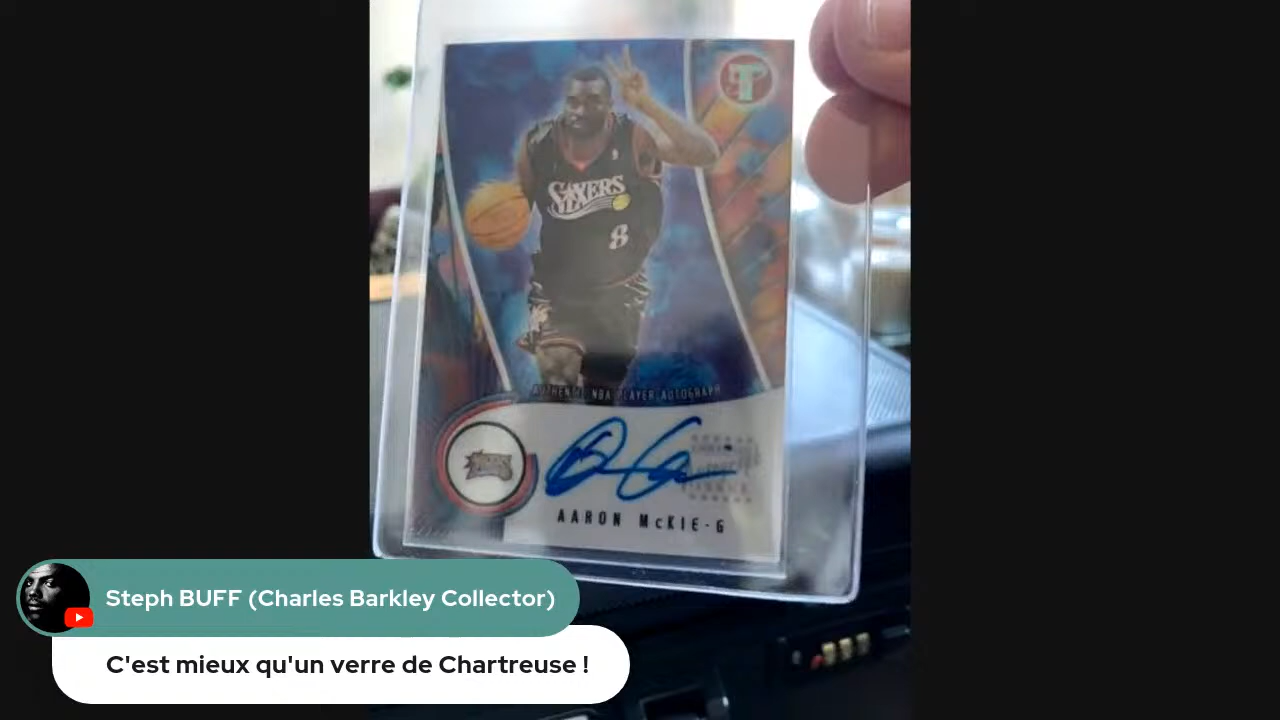 SIXERS
8
AUTHENTIC NBA PLAYER AUTOGRAPH
AARON McKIE-G
Steph BUFF (Charles Barkley Collector)
C'est mieux qu'un verre de Chartreuse !